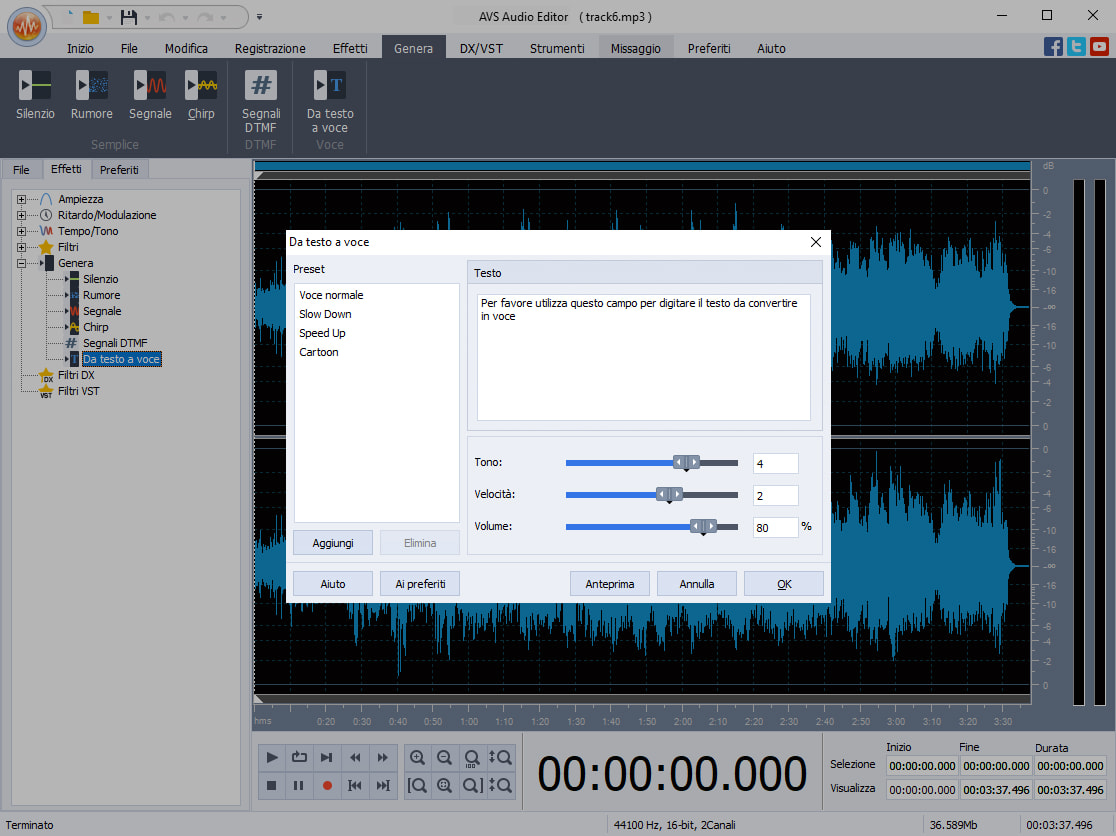 AVS Audio Editor ( track6.mp3 )
Inizio File Modifica Registrazione Effetti Genera DX/VST Strumenti Missaggio Preferiti Aiuto
Silenzio Rumore Segnale Chirp Segnali DTMF Da testo a voce
Semplice DTMF Voce
File Effetti Preferiti
Ampiezza
Ritardo/Modulazione
Tempo/Tono
Filtri
Genera
Silenzio
Rumore
Segnale
Chirp
Segnali DTMF
Da testo a voce
Filtri DX
Filtri VST
dB
0
-2
-4
-6
-10
-16
-∞
-16
-10
-6
-4
-2
0
0
-2
-4
-6
-10
-16
-∞
-16
-10
-6
-4
-2
0
Da testo a voce
Preset
Voce normale
Slow Down
Speed Up
Cartoon
Aggiungi Elimina
Testo
Per favore utilizza questo campo per digitare il testo da convertire
in voce
Tono: 4
Velocità: 2
Volume: 80 %
Aiuto Ai preferiti Anteprima Annulla OK
hms 0:20 0:30 0:40 0:50 1:00 1:10 1:20 1:30 1:40 1:50 2:00 2:10 2:20 2:30 2:40 2:50 3:00 3:10 3:20 3:30
00:00:00.000
Inizio Fine Durata
Selezione 00:00:00.000 00:00:00.000 00:00:00.000
Visualizza 00:00:00.000 00:03:37.496 00:03:37.496
Terminato 44100 Hz, 16-bit, 2Canali 36.589Mb 00:03:37.496